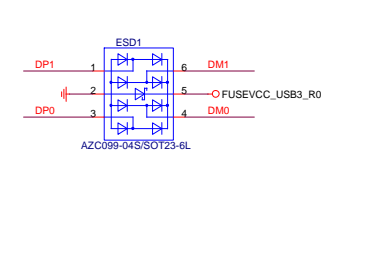 ESD1
DP1 1 6 DM1
2 5 FUSEVCC_USB3_R0
DP0 3 4 DM0
AZC099-04S/SOT23-6L